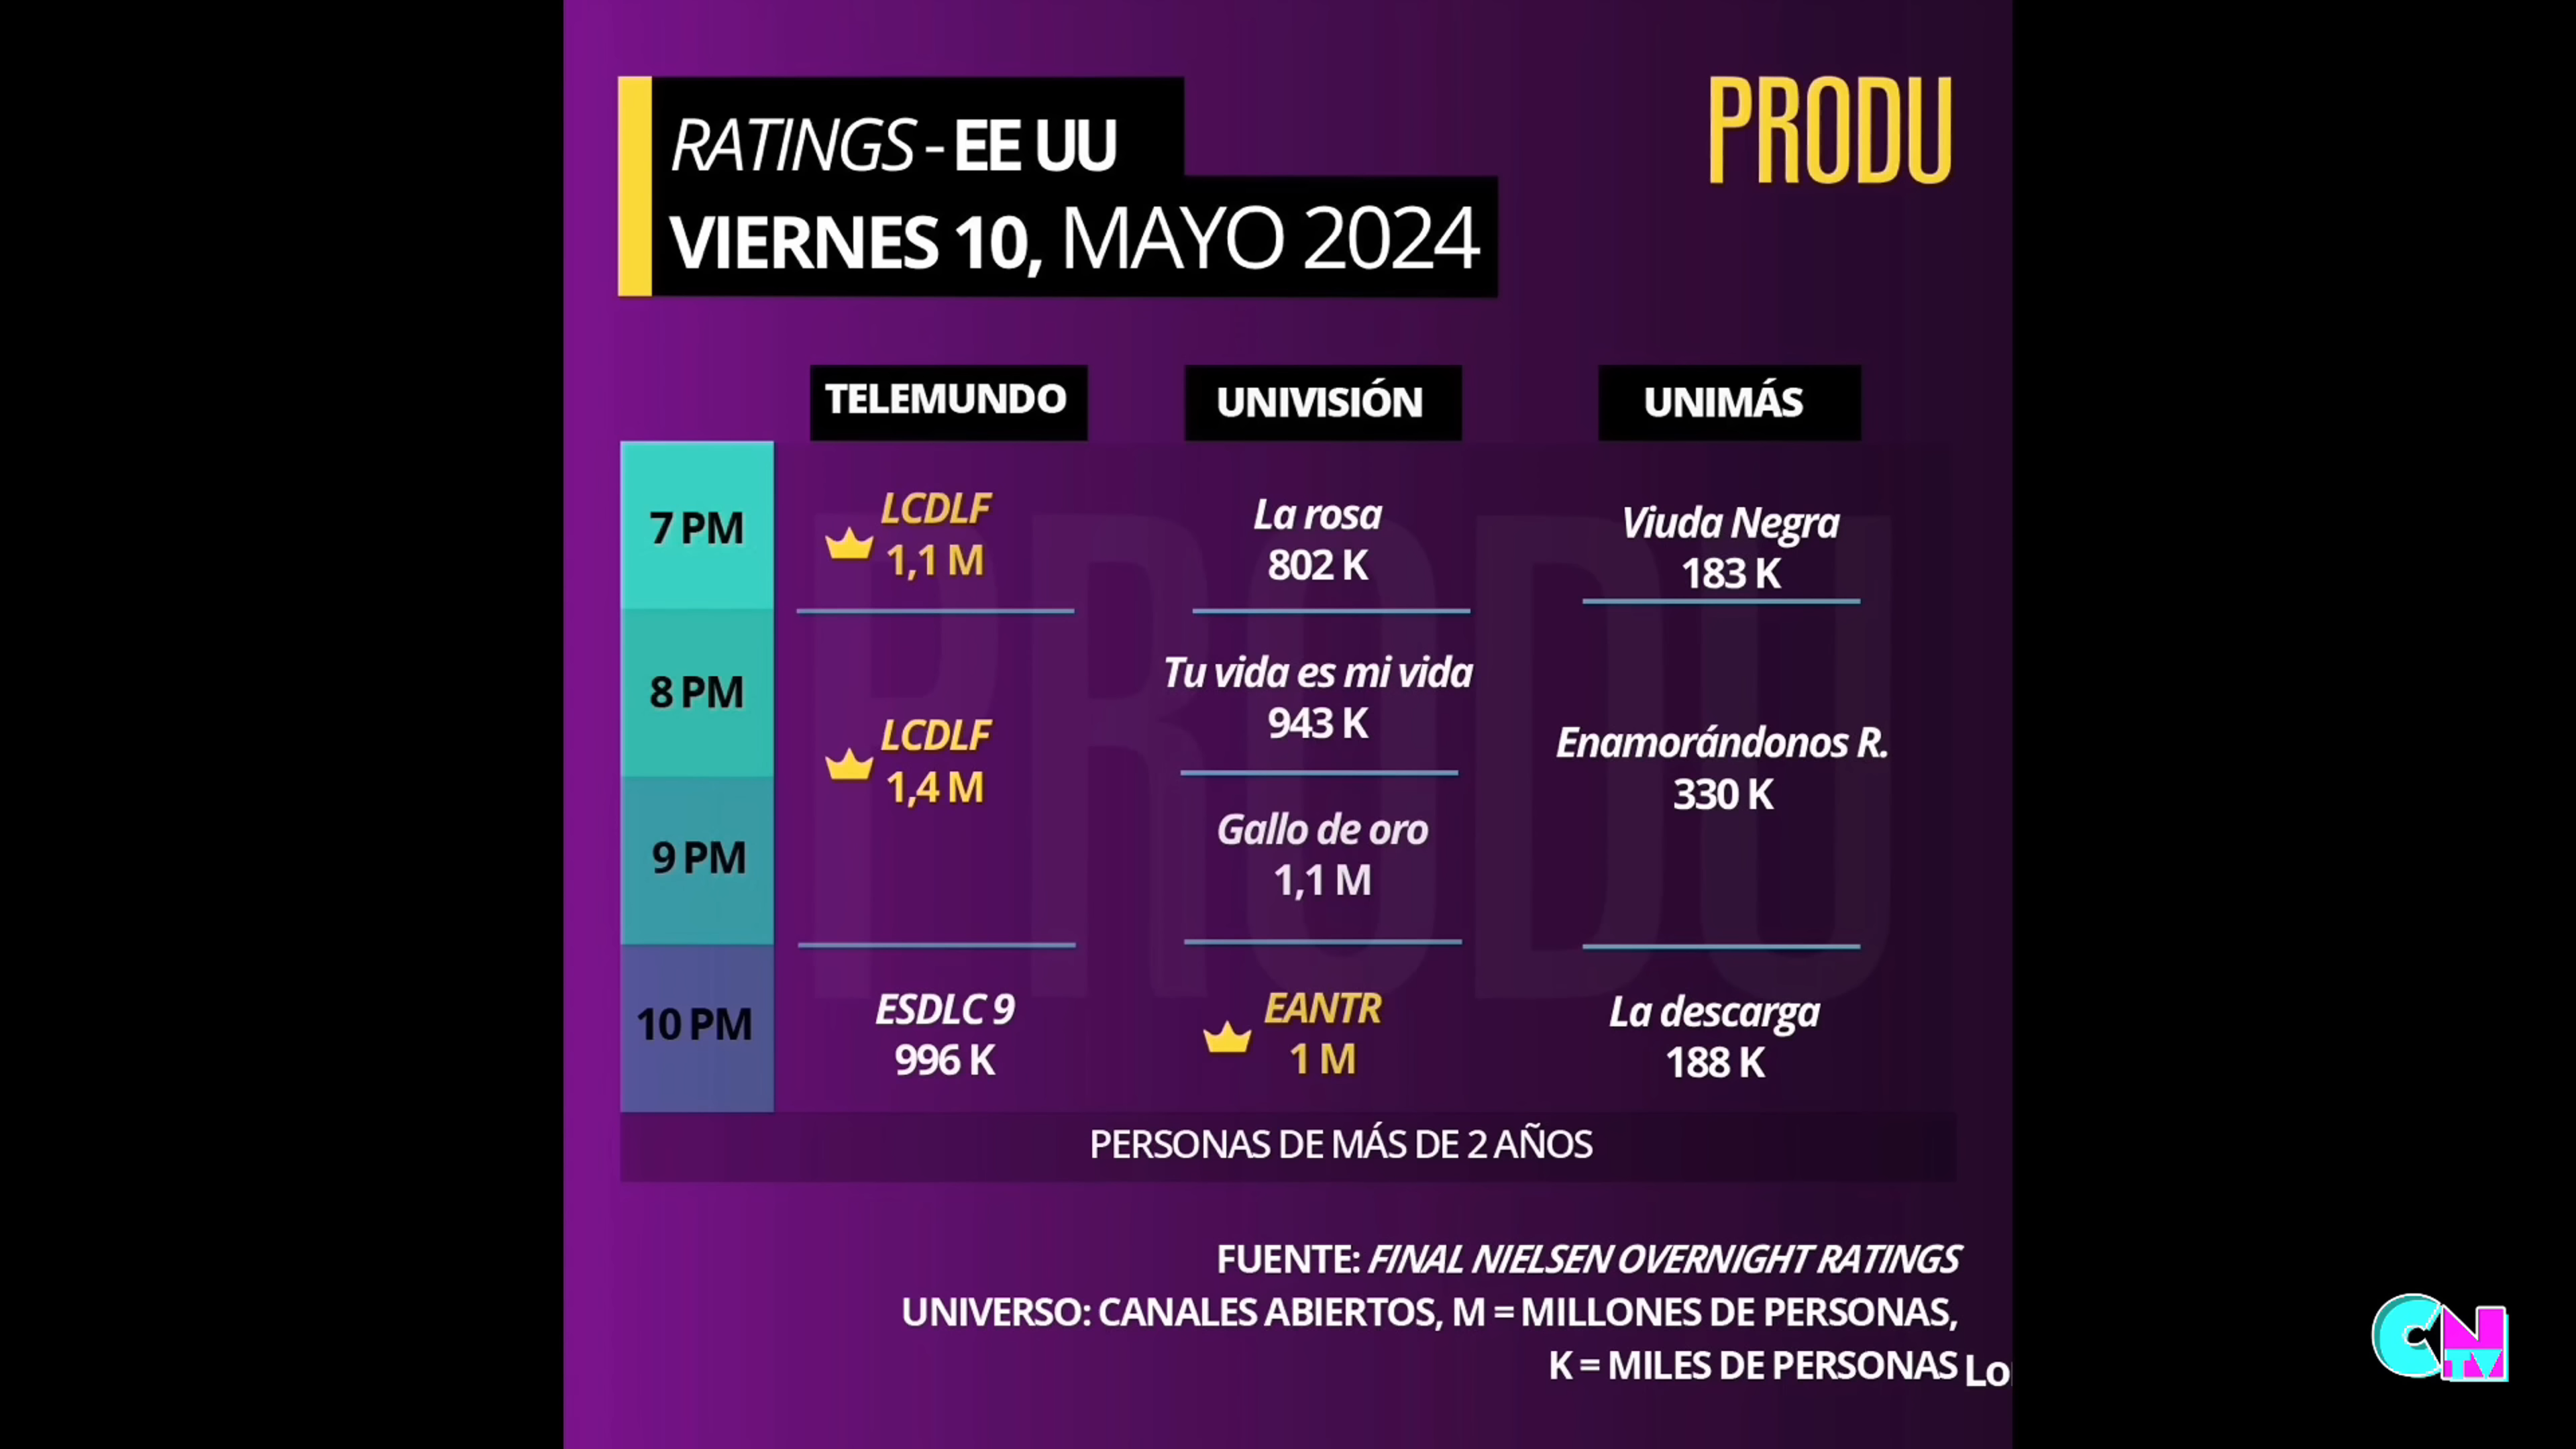 RATINGS - EE UU
VIERNES 10, MAYO 2024
PRODU
TELEMUNDO
UNIVISIÓN
UNIMÁS
7 PM
LCDLF
1,1 M
La rosa
802 K
Viuda Negra
183 K
8 PM
LCDLF
1,4 M
Tu vida es mi vida
943 K
Enamorándonos R.
330 K
9 PM
Gallo de oro
1,1 M
10 PM
ESDLC 9
996 K
EANTR
1 M
La descarga
188 K
PERSONAS DE MÁS DE 2 AÑOS
FUENTE: FINAL NIELSEN OVERNIGHT RATINGS
UNIVERSO: CANALES ABIERTOS, M = MILLONES DE PERSONAS,
K = MILES DE PERSONAS
CN
TV